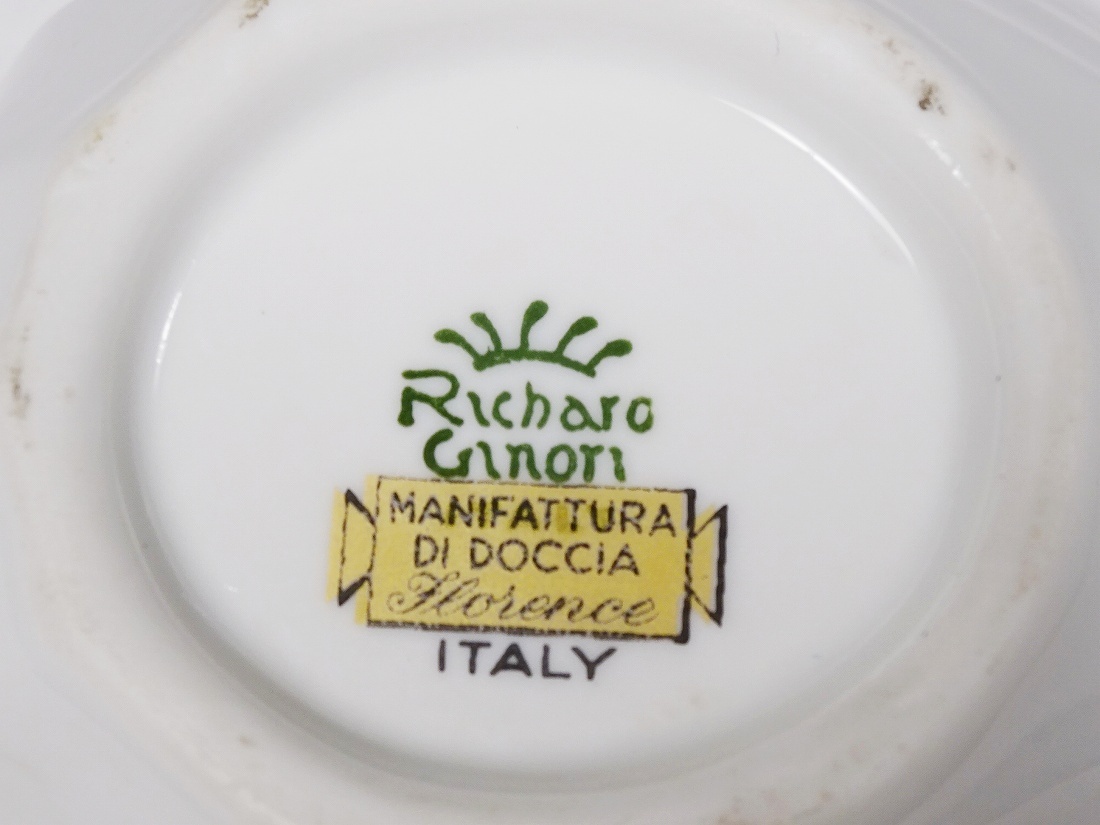 Richard
Ginori
MANIFATTURA
DI DOCCIA
Florence
ITALY